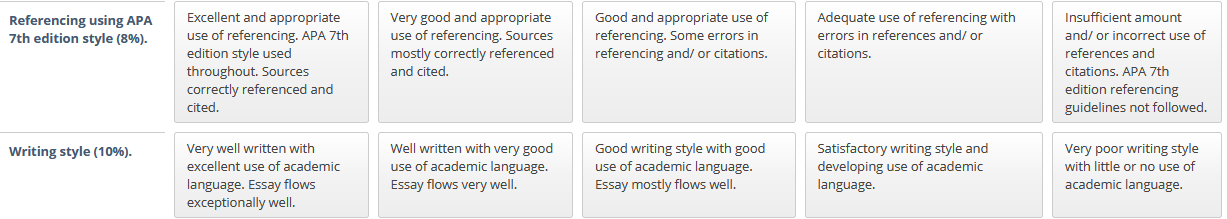 Referencing using APA
7th edition style (8%).
Excellent and appropriate
use of referencing. APA 7th
edition style used
throughout. Sources
correctly referenced and
cited.
Very good and appropriate
use of referencing. Sources
mostly correctly referenced
and cited.
Good and appropriate use of
referencing. Some errors in
referencing and/ or citations.
Adequate use of referencing with
errors in references and/ or
citations.
Insufficient amount
and/ or incorrect use of
references and
citations. APA 7th
edition referencing
guidelines not followed.
Writing style (10%).
Very well written with
excellent use of academic
language. Essay flows
exceptionally well.
Well written with very good
use of academic language.
Essay flows very well.
Good writing style with good
use of academic language.
Essay mostly flows well.
Satisfactory writing style and
developing use of academic
language.
Very poor writing style
with little or no use of
academic language.